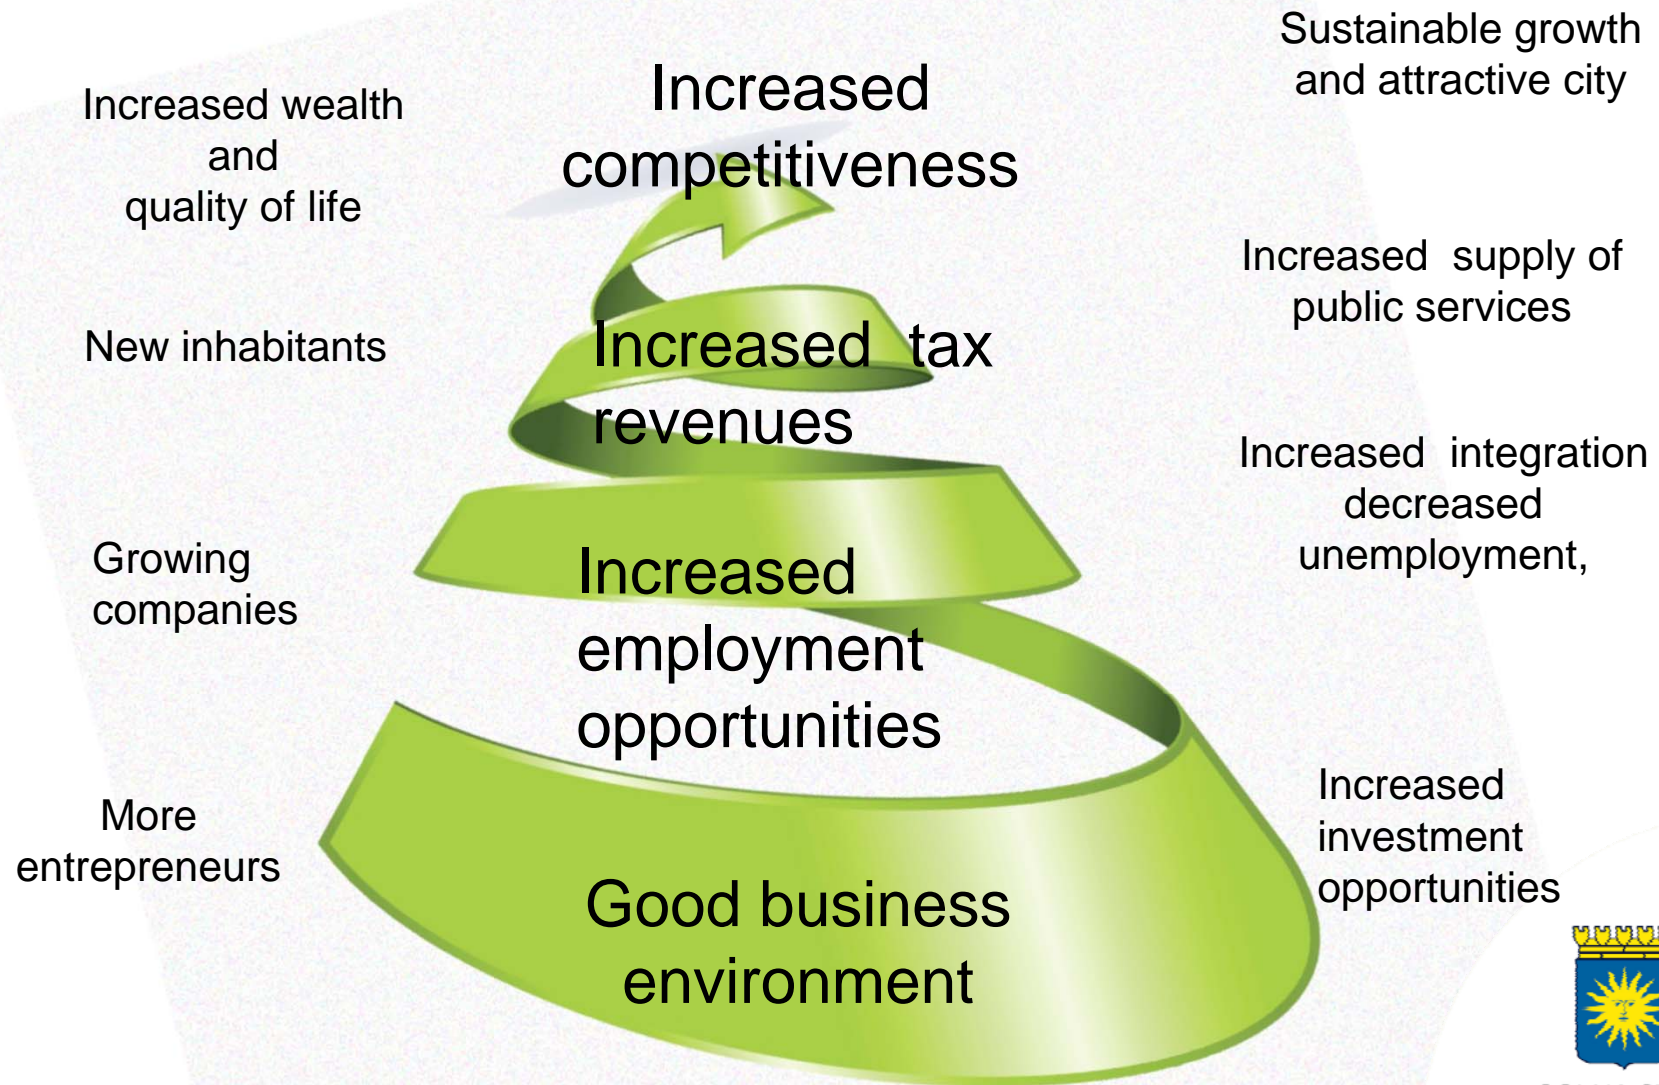 Sustainable growth
and attractive city
Increased wealth
and
quality of life
Increased
competitiveness
Increased supply of
public services
New inhabitants
Increased tax
revenues
Increased integration
decreased
unemployment,
Growing
companies
Increased
employment
opportunities
More
entrepreneurs
Increased
investment
opportunities
Good business
environment